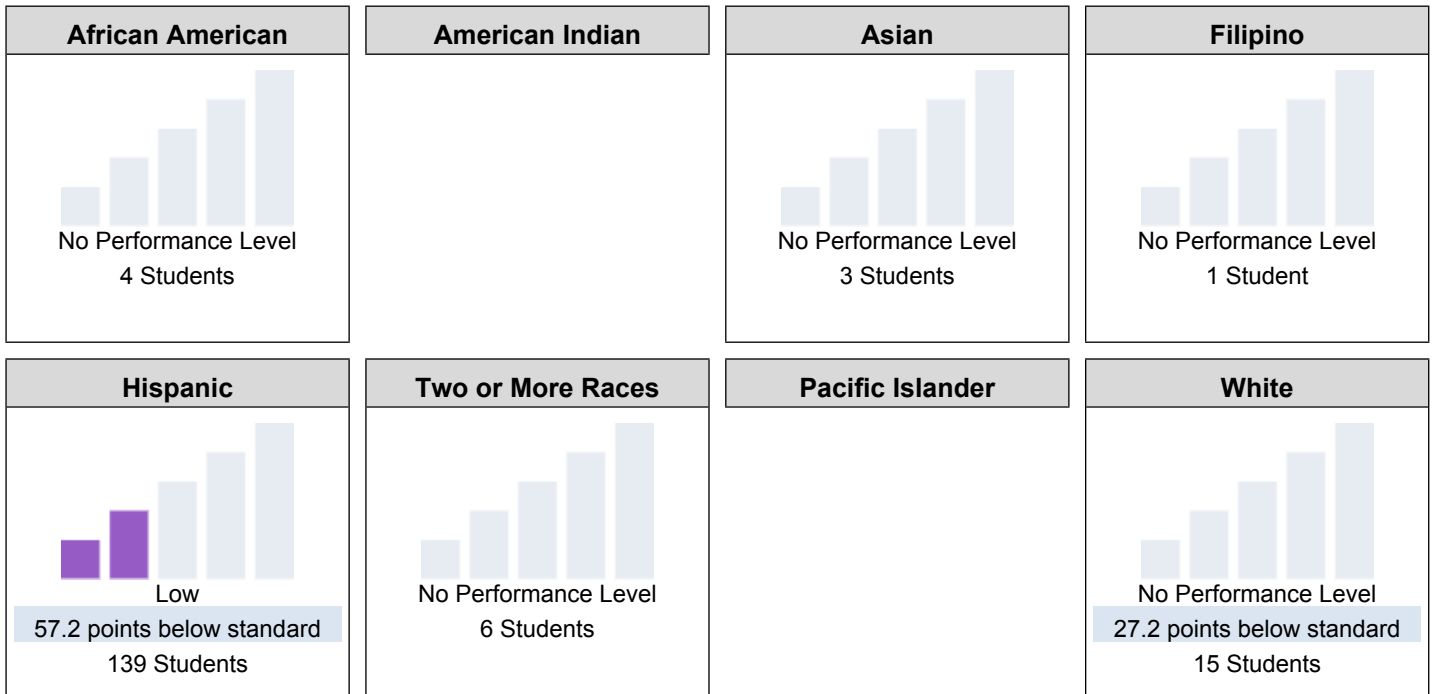 African American
American Indian
Asian
Filipino
No Performance Level
4 Students
No Performance Level
3 Students
No Performance Level
1 Student
Hispanic
Two or More Races
Pacific Islander
White
Low
57.2 points below standard
139 Students
No Performance Level
6 Students
No Performance Level
27.2 points below standard
15 Students